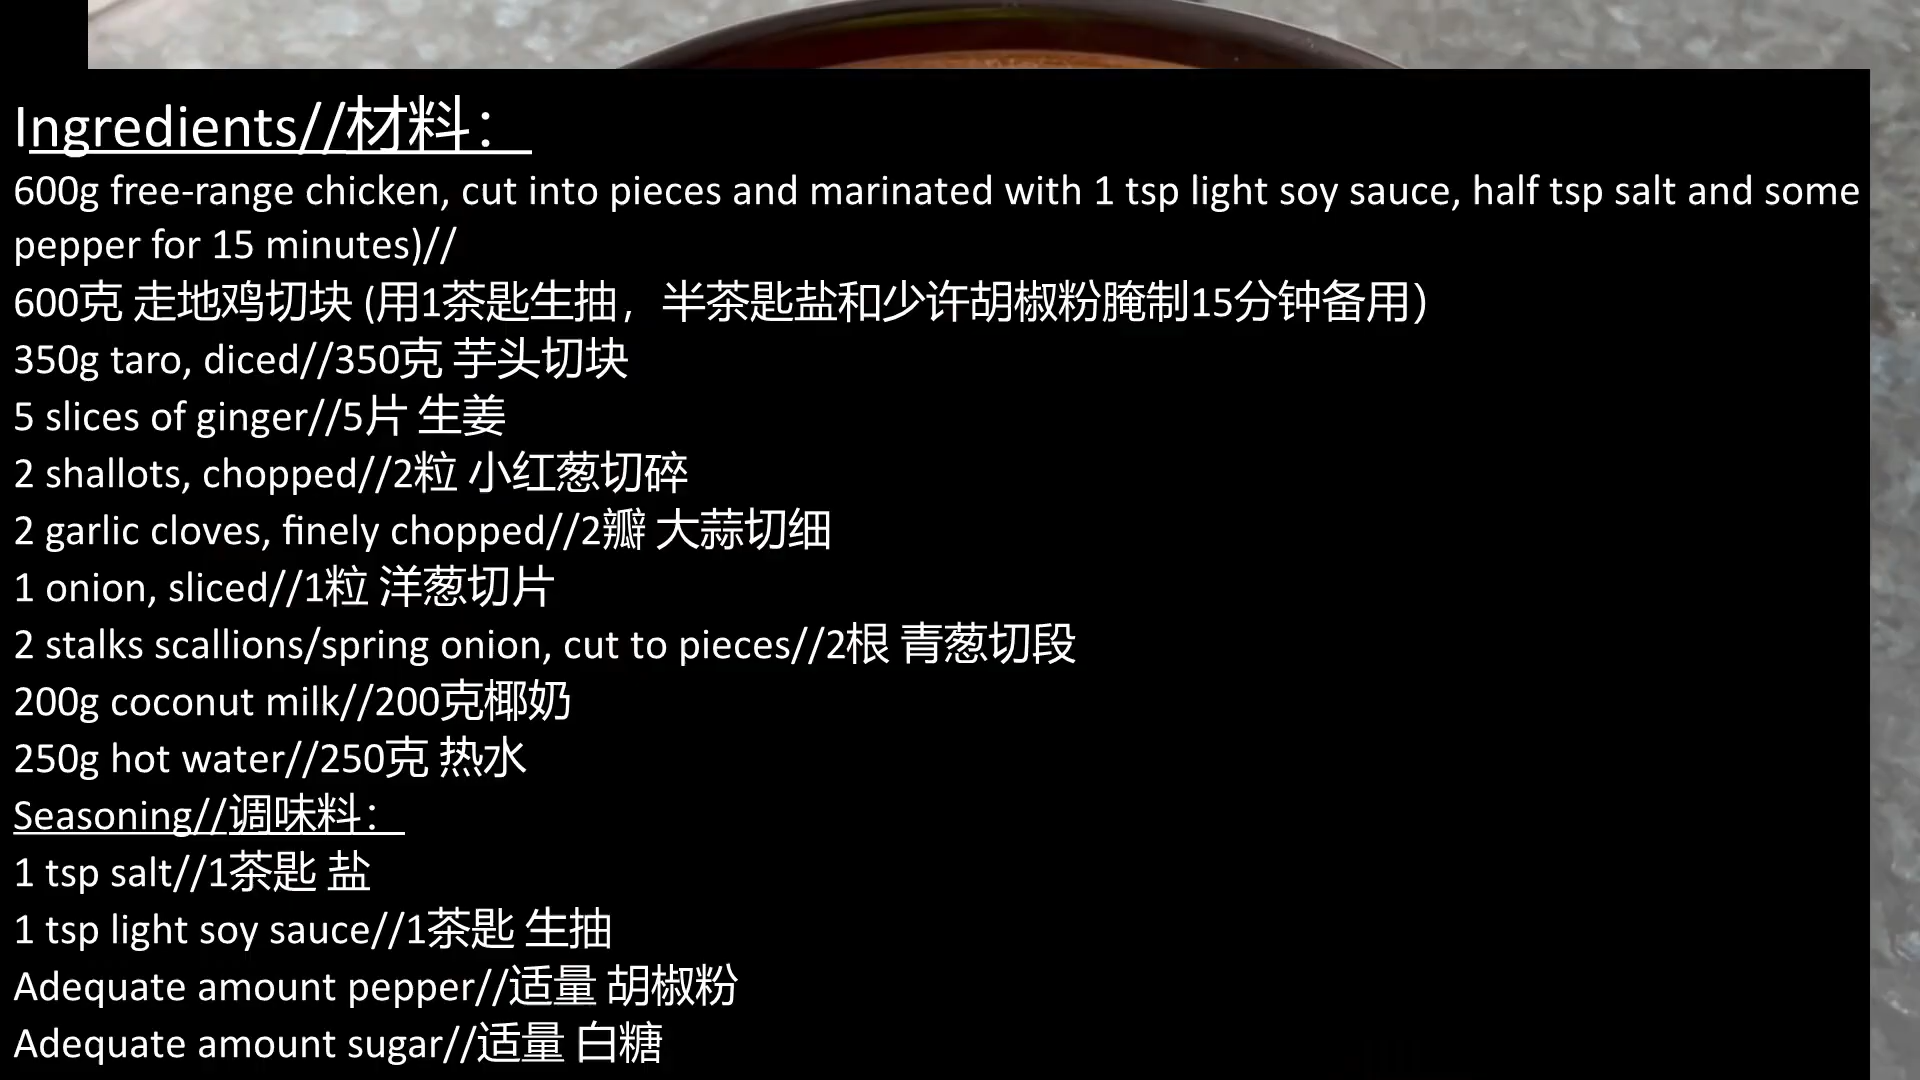 Ingredients//材料：
600g free-range chicken, cut into pieces and marinated with 1 tsp light soy sauce, half tsp salt and some
pepper for 15 minutes)//
600克 走地鸡切块 (用1茶匙生抽，半茶匙盐和少许胡椒粉腌制15分钟备用）
350g taro, diced//350克 芋头切块
5 slices of ginger//5片 生姜
2 shallots, chopped//2粒 小红葱切碎
2 garlic cloves, finely chopped//2瓣 大蒜切细
1 onion, sliced//1粒 洋葱切片
2 stalks scallions/spring onion, cut to pieces//2根 青葱切段
200g coconut milk//200克椰奶
250g hot water//250克 热水
Seasoning//调味料：
1 tsp salt//1茶匙 盐
1 tsp light soy sauce//1茶匙 生抽
Adequate amount pepper//适量 胡椒粉
Adequate amount sugar//适量 白糖